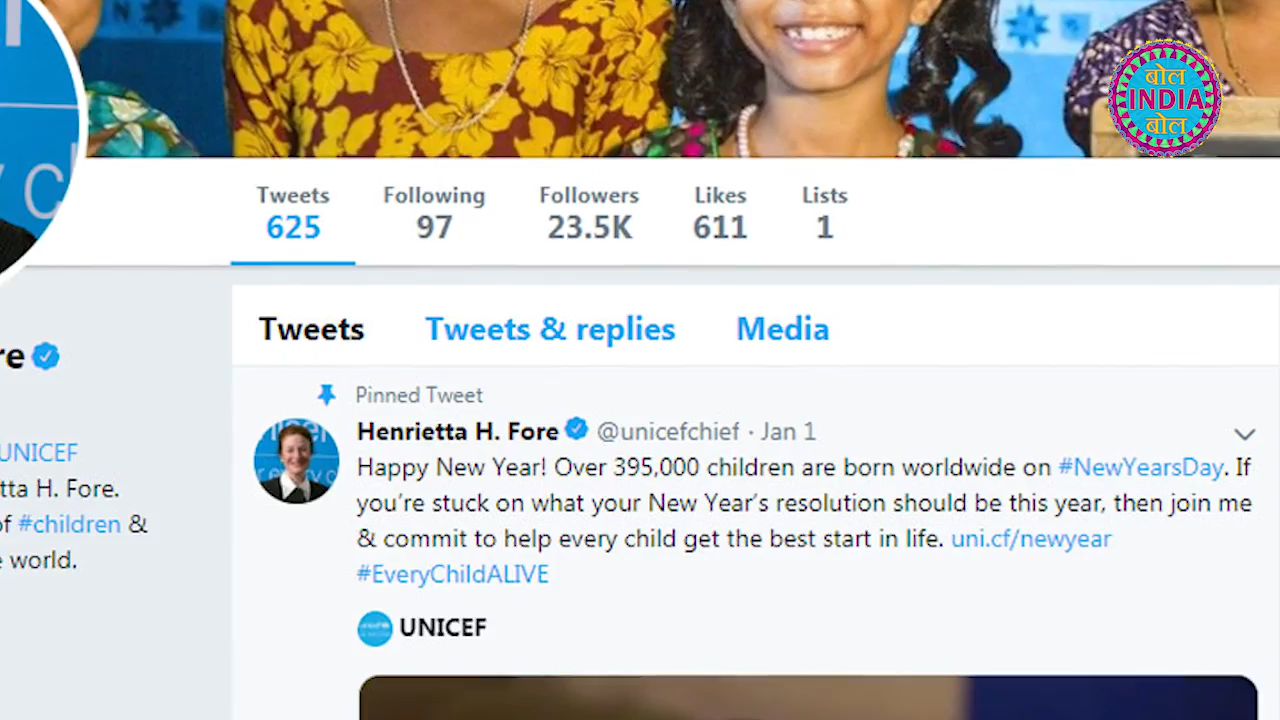 बोल
INDIA
बोल
Tweets Following Followers Likes Lists
625 97 23.5K 611 1
Tweets Tweets & replies Media
Pinned Tweet
Henrietta H. Fore @unicefchief · Jan 1
Happy New Year! Over 395,000 children are born worldwide on #NewYearsDay. If
you're stuck on what your New Year's resolution should be this year, then join me
& commit to help every child get the best start in life. uni.cf/newyear
#EveryChildALIVE
UNICEF
re
UNICEF
tta H. Fore.
of #children &
e world.